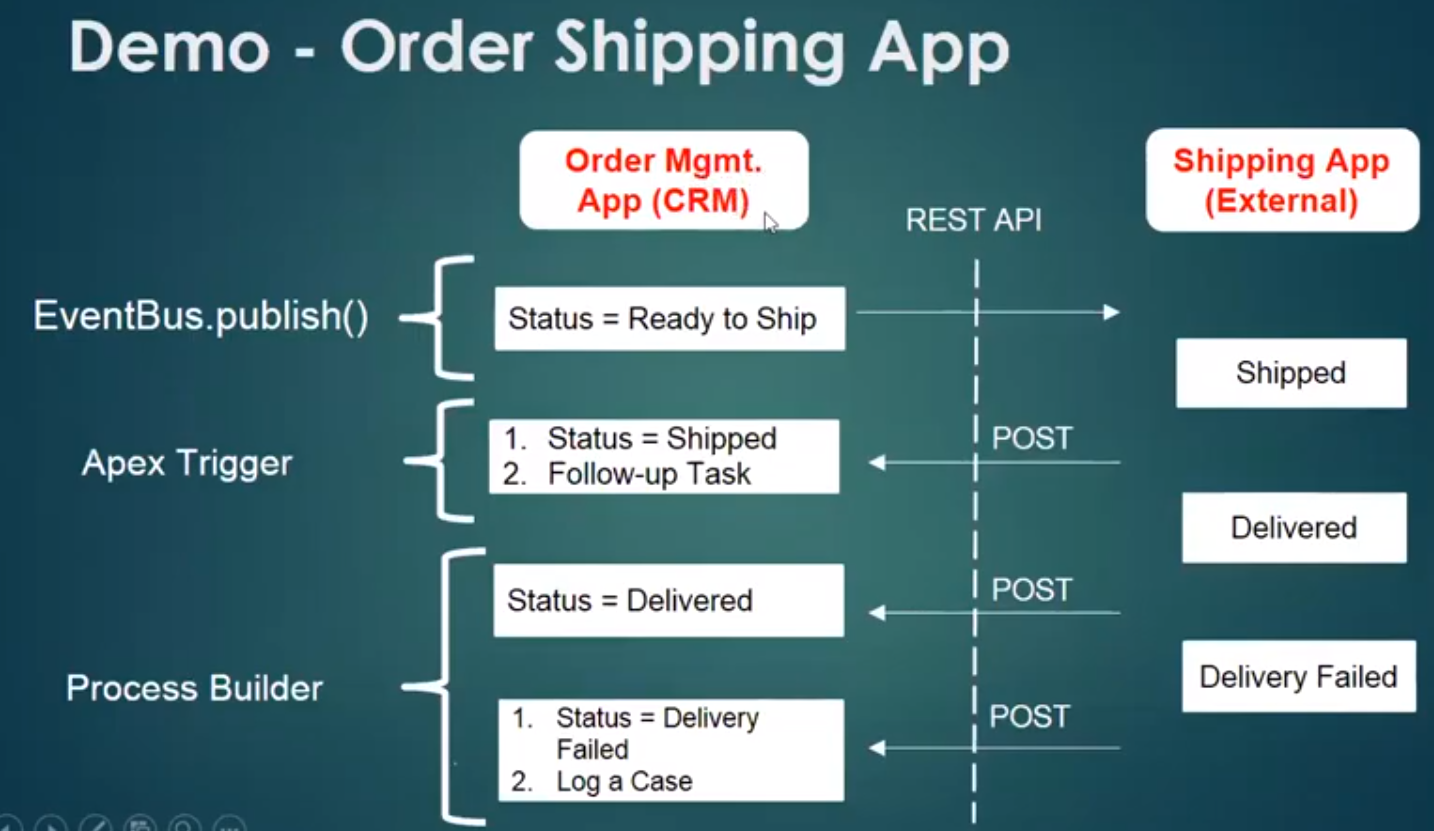 Demo - Order Shipping App
Order Mgmt.
App (CRM)
Shipping App
(External)
REST API
EventBus.publish()
Status = Ready to Ship
Shipped
Apex Trigger
1. Status = Shipped
2. Follow-up Task
POST
Delivered
Status = Delivered
POST
Process Builder
Delivery Failed
1. Status = Delivery
Failed
2. Log a Case
POST